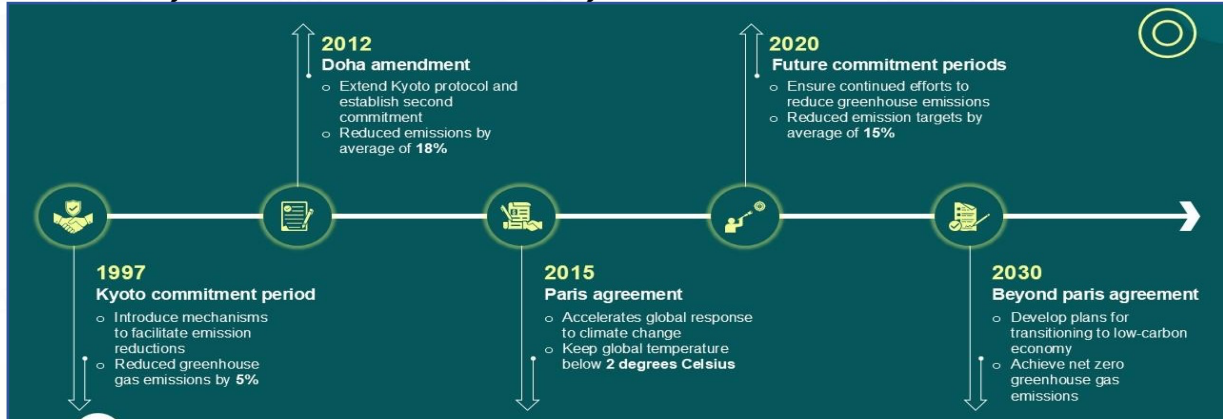 2012
Doha amendment
o Extend Kyoto protocol and
establish second
commitment
o Reduced emissions by
average of 18%
2020
Future commitment periods
o Ensure continued efforts to
reduce greenhouse emissions
o Reduced emission targets by
average of 15%
1997
Kyoto commitment period
o Introduce mechanisms
to facilitate emission
reductions
o Reduced greenhouse
gas emissions by 5%
2015
Paris agreement
o Accelerates global response
to climate change
o Keep global temperature
below 2 degrees Celsius
2030
Beyond paris agreement
o Develop plans for
transitioning to low-carbon
economy
o Achieve net zero
greenhouse gas
emissions